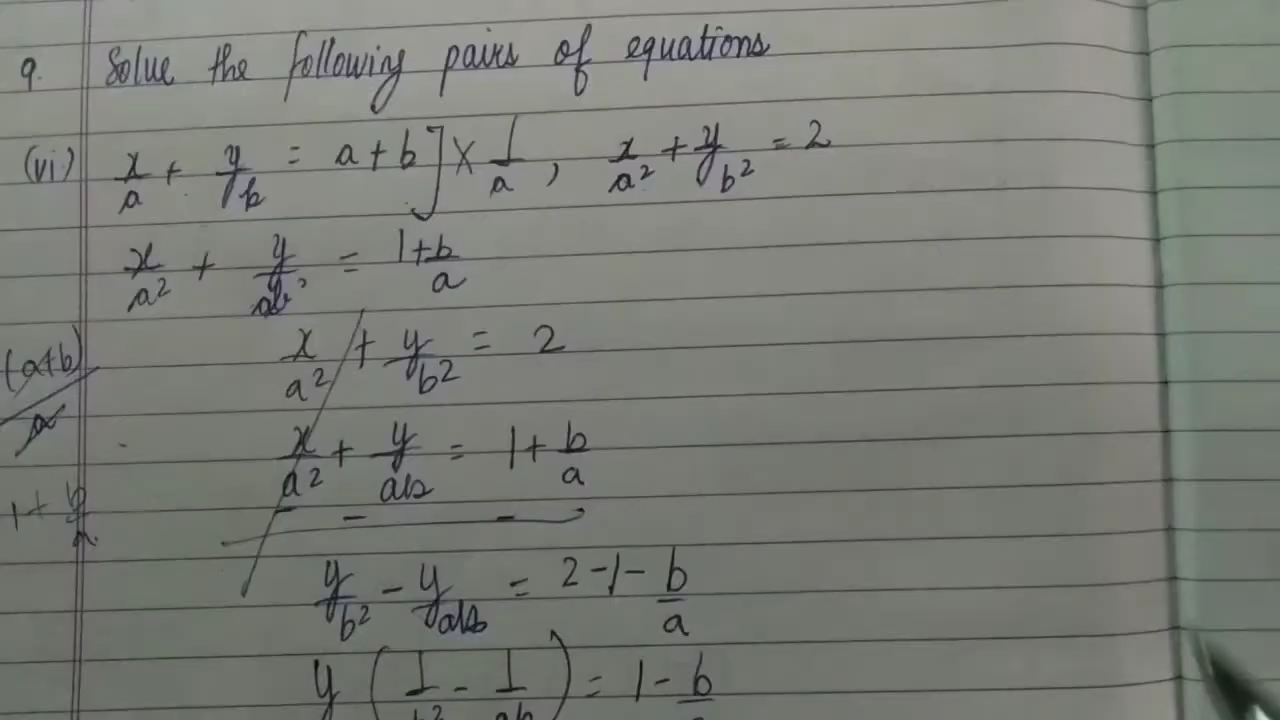 9. Solve the following pairs of equations
(vi) x/a + y/b = a+b] × 1/a , x/a² + y/b² = 2
x/a² + y/ab = 1+b/a
x/a² + y/b² = 2
(a+b)/a
x/a² + y/ab = 1 + b/a
1 + b/a
- - -
y/b² - y/ab = 2-1- b/a
y (1/b² - 1/ab) = 1 - b/a